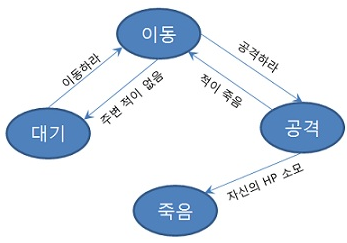 이동
이동하라
주변 적이 없음
공격하라
적이 죽음
대기
공격
자신의 HP 소모
죽음